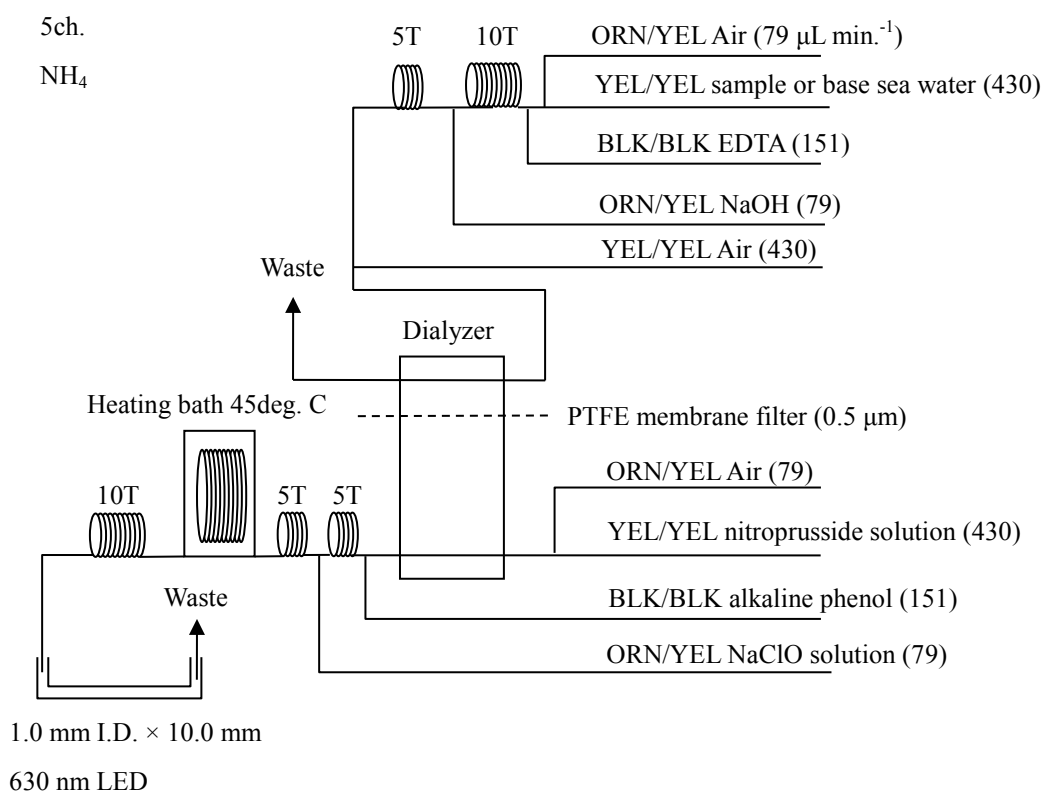 5ch.
NH₄
5T
10T
ORN/YEL Air (79 μL min.⁻¹)
YEL/YEL sample or base sea water (430)
BLK/BLK EDTA (151)
ORN/YEL NaOH (79)
YEL/YEL Air (430)
Waste
Dialyzer
Heating bath 45deg. C
PTFE membrane filter (0.5 μm)
10T
5T
5T
ORN/YEL Air (79)
YEL/YEL nitroprusside solution (430)
Waste
BLK/BLK alkaline phenol (151)
ORN/YEL NaClO solution (79)
1.0 mm I.D. × 10.0 mm
630 nm LED